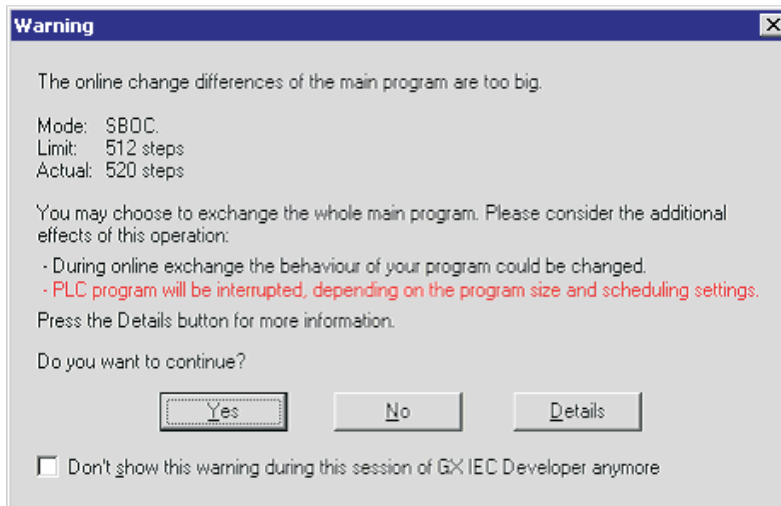 Warning
The online change differences of the main program are too big.
Mode: SBOC.
Limit: 512 steps
Actual: 520 steps
You may choose to exchange the whole main program. Please consider the additional
effects of this operation:
- During online exchange the behaviour of your program could be changed.
- PLC program will be interrupted, depending on the program size and scheduling settings.
Press the Details button for more information.
Do you want to continue?
Yes No Details
Don't show this warning during this session of GX IEC Developer anymore